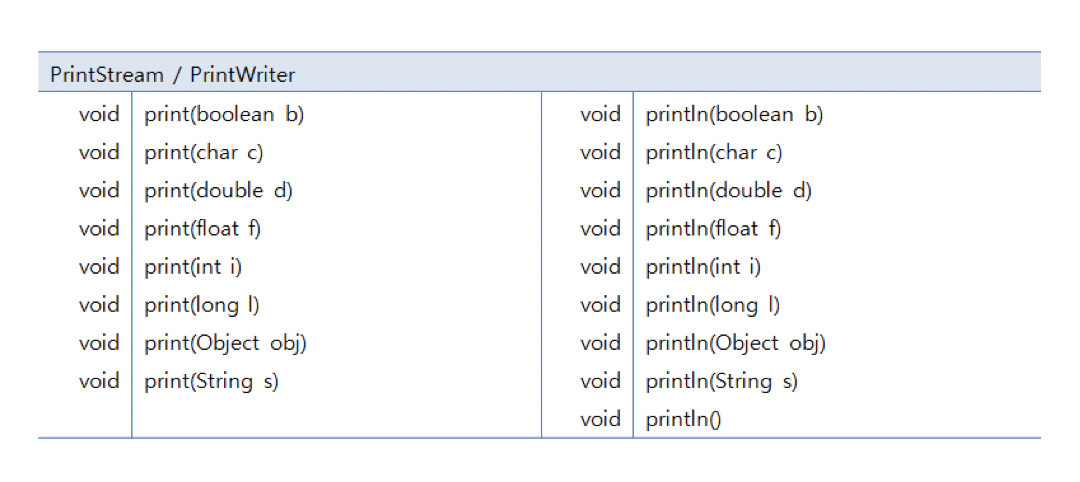 PrintStream / PrintWriter
void print(boolean b) void println(boolean b)
void print(char c) void println(char c)
void print(double d) void println(double d)
void print(float f) void println(float f)
void print(int i) void println(int i)
void print(long l) void println(long l)
void print(Object obj) void println(Object obj)
void print(String s) void println(String s)
void println()